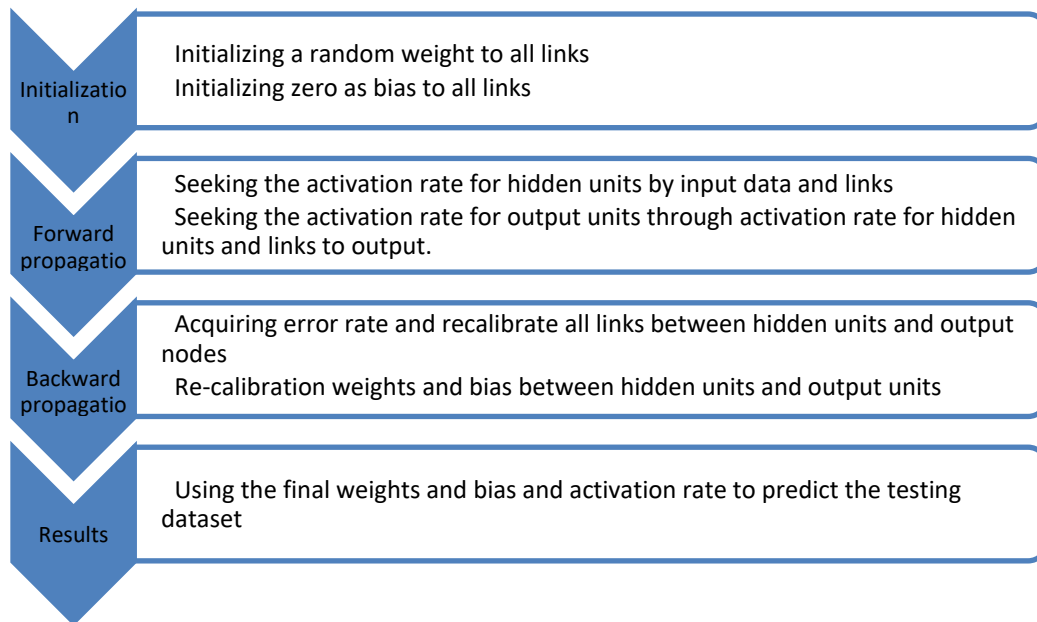 Initializatio
n
Initializing a random weight to all links
Initializing zero as bias to all links
Forward
propagatio
Seeking the activation rate for hidden units by input data and links
Seeking the activation rate for output units through activation rate for hidden
units and links to output.
Backward
propagatio
Acquiring error rate and recalibrate all links between hidden units and output
nodes
Re-calibration weights and bias between hidden units and output units
Results
Using the final weights and bias and activation rate to predict the testing
dataset